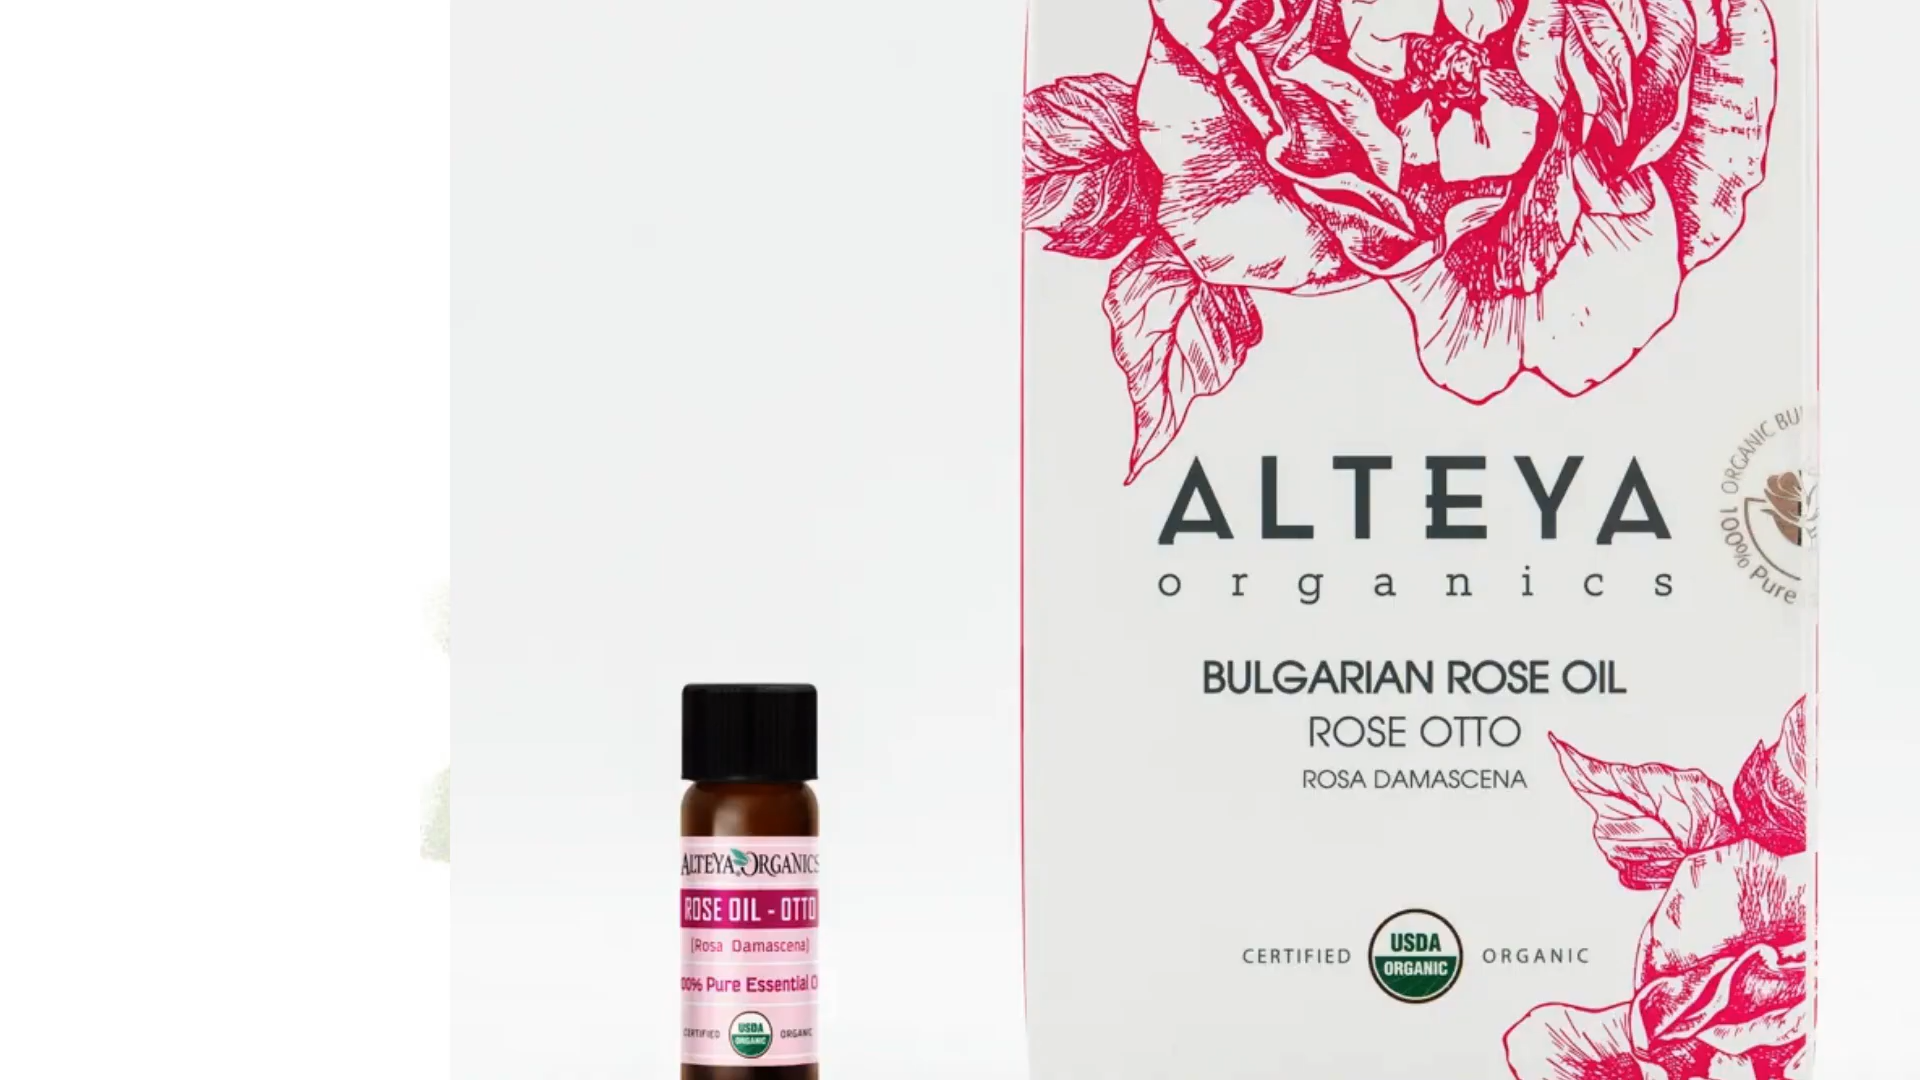 ALTEYA
organics
100% Pure
ORGANIC
BULGARIAN ROSE OIL
ROSE OTTO
ROSA DAMASCENA
CERTIFIED USDA ORGANIC ORGANIC
ALTEYA ORGANICS
ROSE OIL - OTTO
(Rosa Damascena)
Pure Essential
CERTIFIED USDA ORGANIC ORGANIC